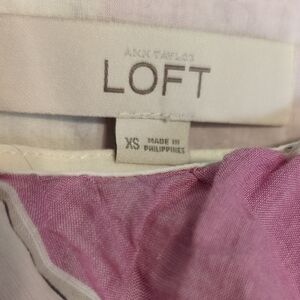 ANN TAYLOR
LOFT
XS MADE IN
PHILIPPINES